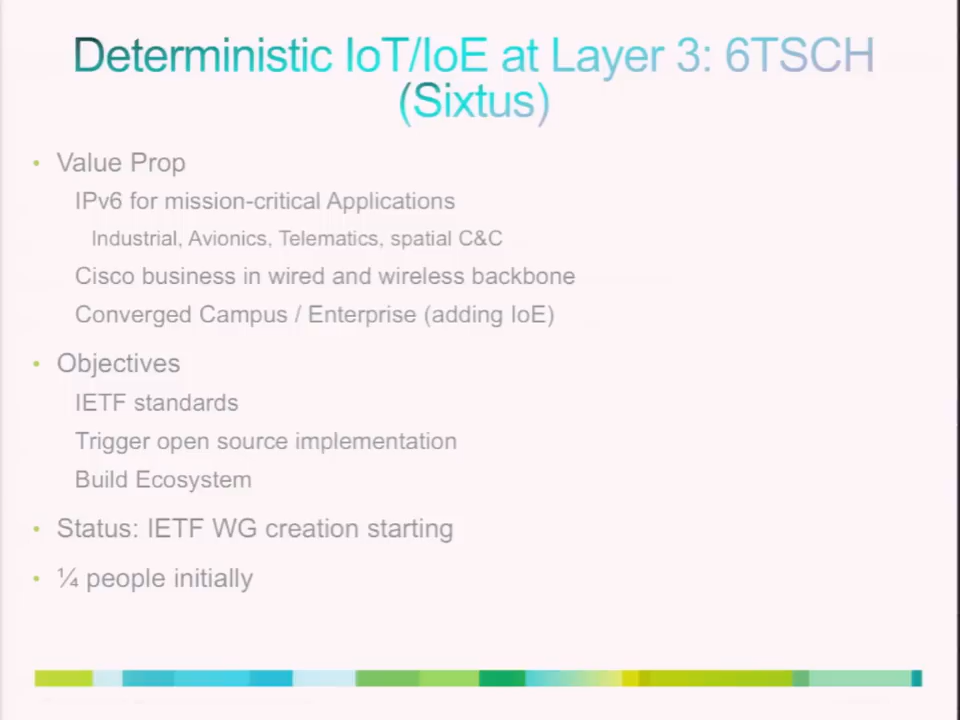 Deterministic IoT/IoE at Layer 3: 6TSCH
(Sixtus)
• Value Prop
IPv6 for mission-critical Applications
Industrial, Avionics, Telematics, spatial C&C
Cisco business in wired and wireless backbone
Converged Campus / Enterprise (adding IoE)
• Objectives
IETF standards
Trigger open source implementation
Build Ecosystem
• Status: IETF WG creation starting
• ¼ people initially